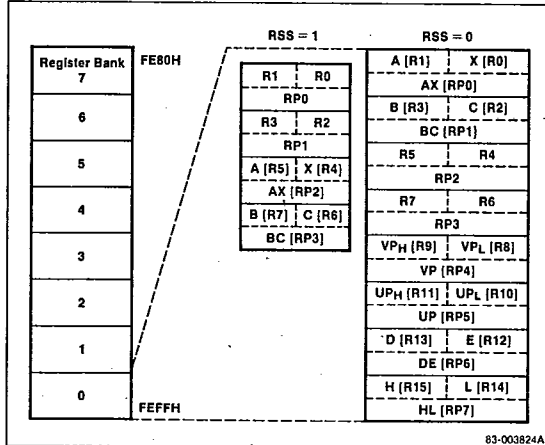 RSS = 1
RSS = 0
Register Bank
7
FE80H
6
5
4
3
2
1
0
FEFFH
R1 R0
RP0
R3 R2
RP1
A [R5] X [R4}
AX [RP2}
B [R7] C {R6]
BC [RP3]
A [R1} X [R0]
AX [RP0]
B [R3] C [R2]
BC [RP1}
R5 R4
RP2
R7 R6
RP3
VPH [R9] VPL [R8]
VP [RP4]
UPH [R11] UPL [R10]
UP [RP5]
D [R13] E [R12]
DE [RP6]
H [R15] L [R14]
HL [RP7]
83-003824A